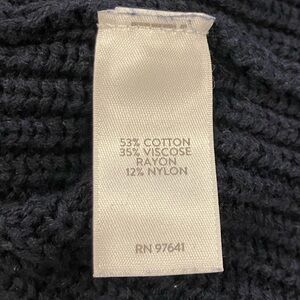 53% COTTON
35% VISCOSE
RAYON
12% NYLON
RN 97641